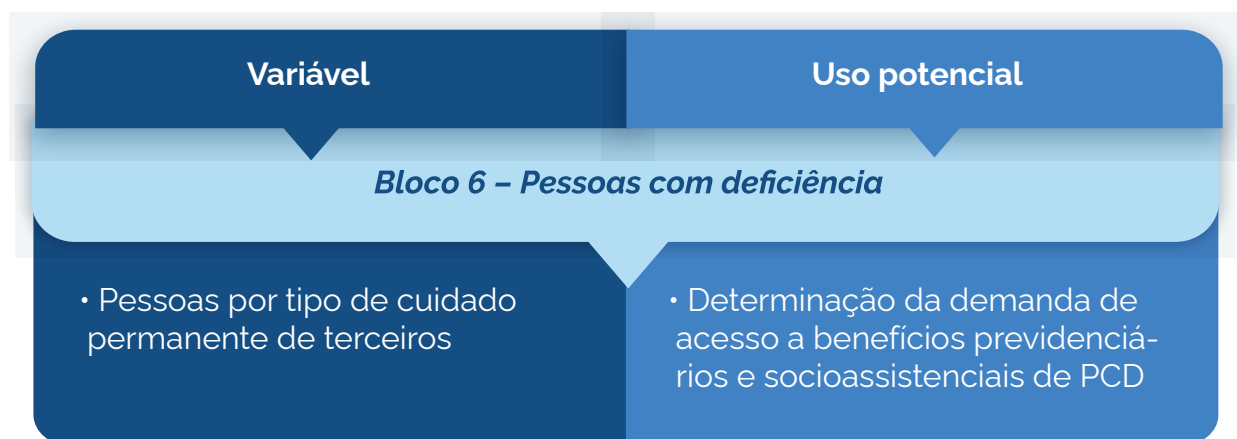 Variável
Uso potencial
Bloco 6 – Pessoas com deficiência
• Pessoas por tipo de cuidado
permanente de terceiros
• Determinação da demanda de
acesso a benefícios previdenciá-
rios e socioassistenciais de PCD